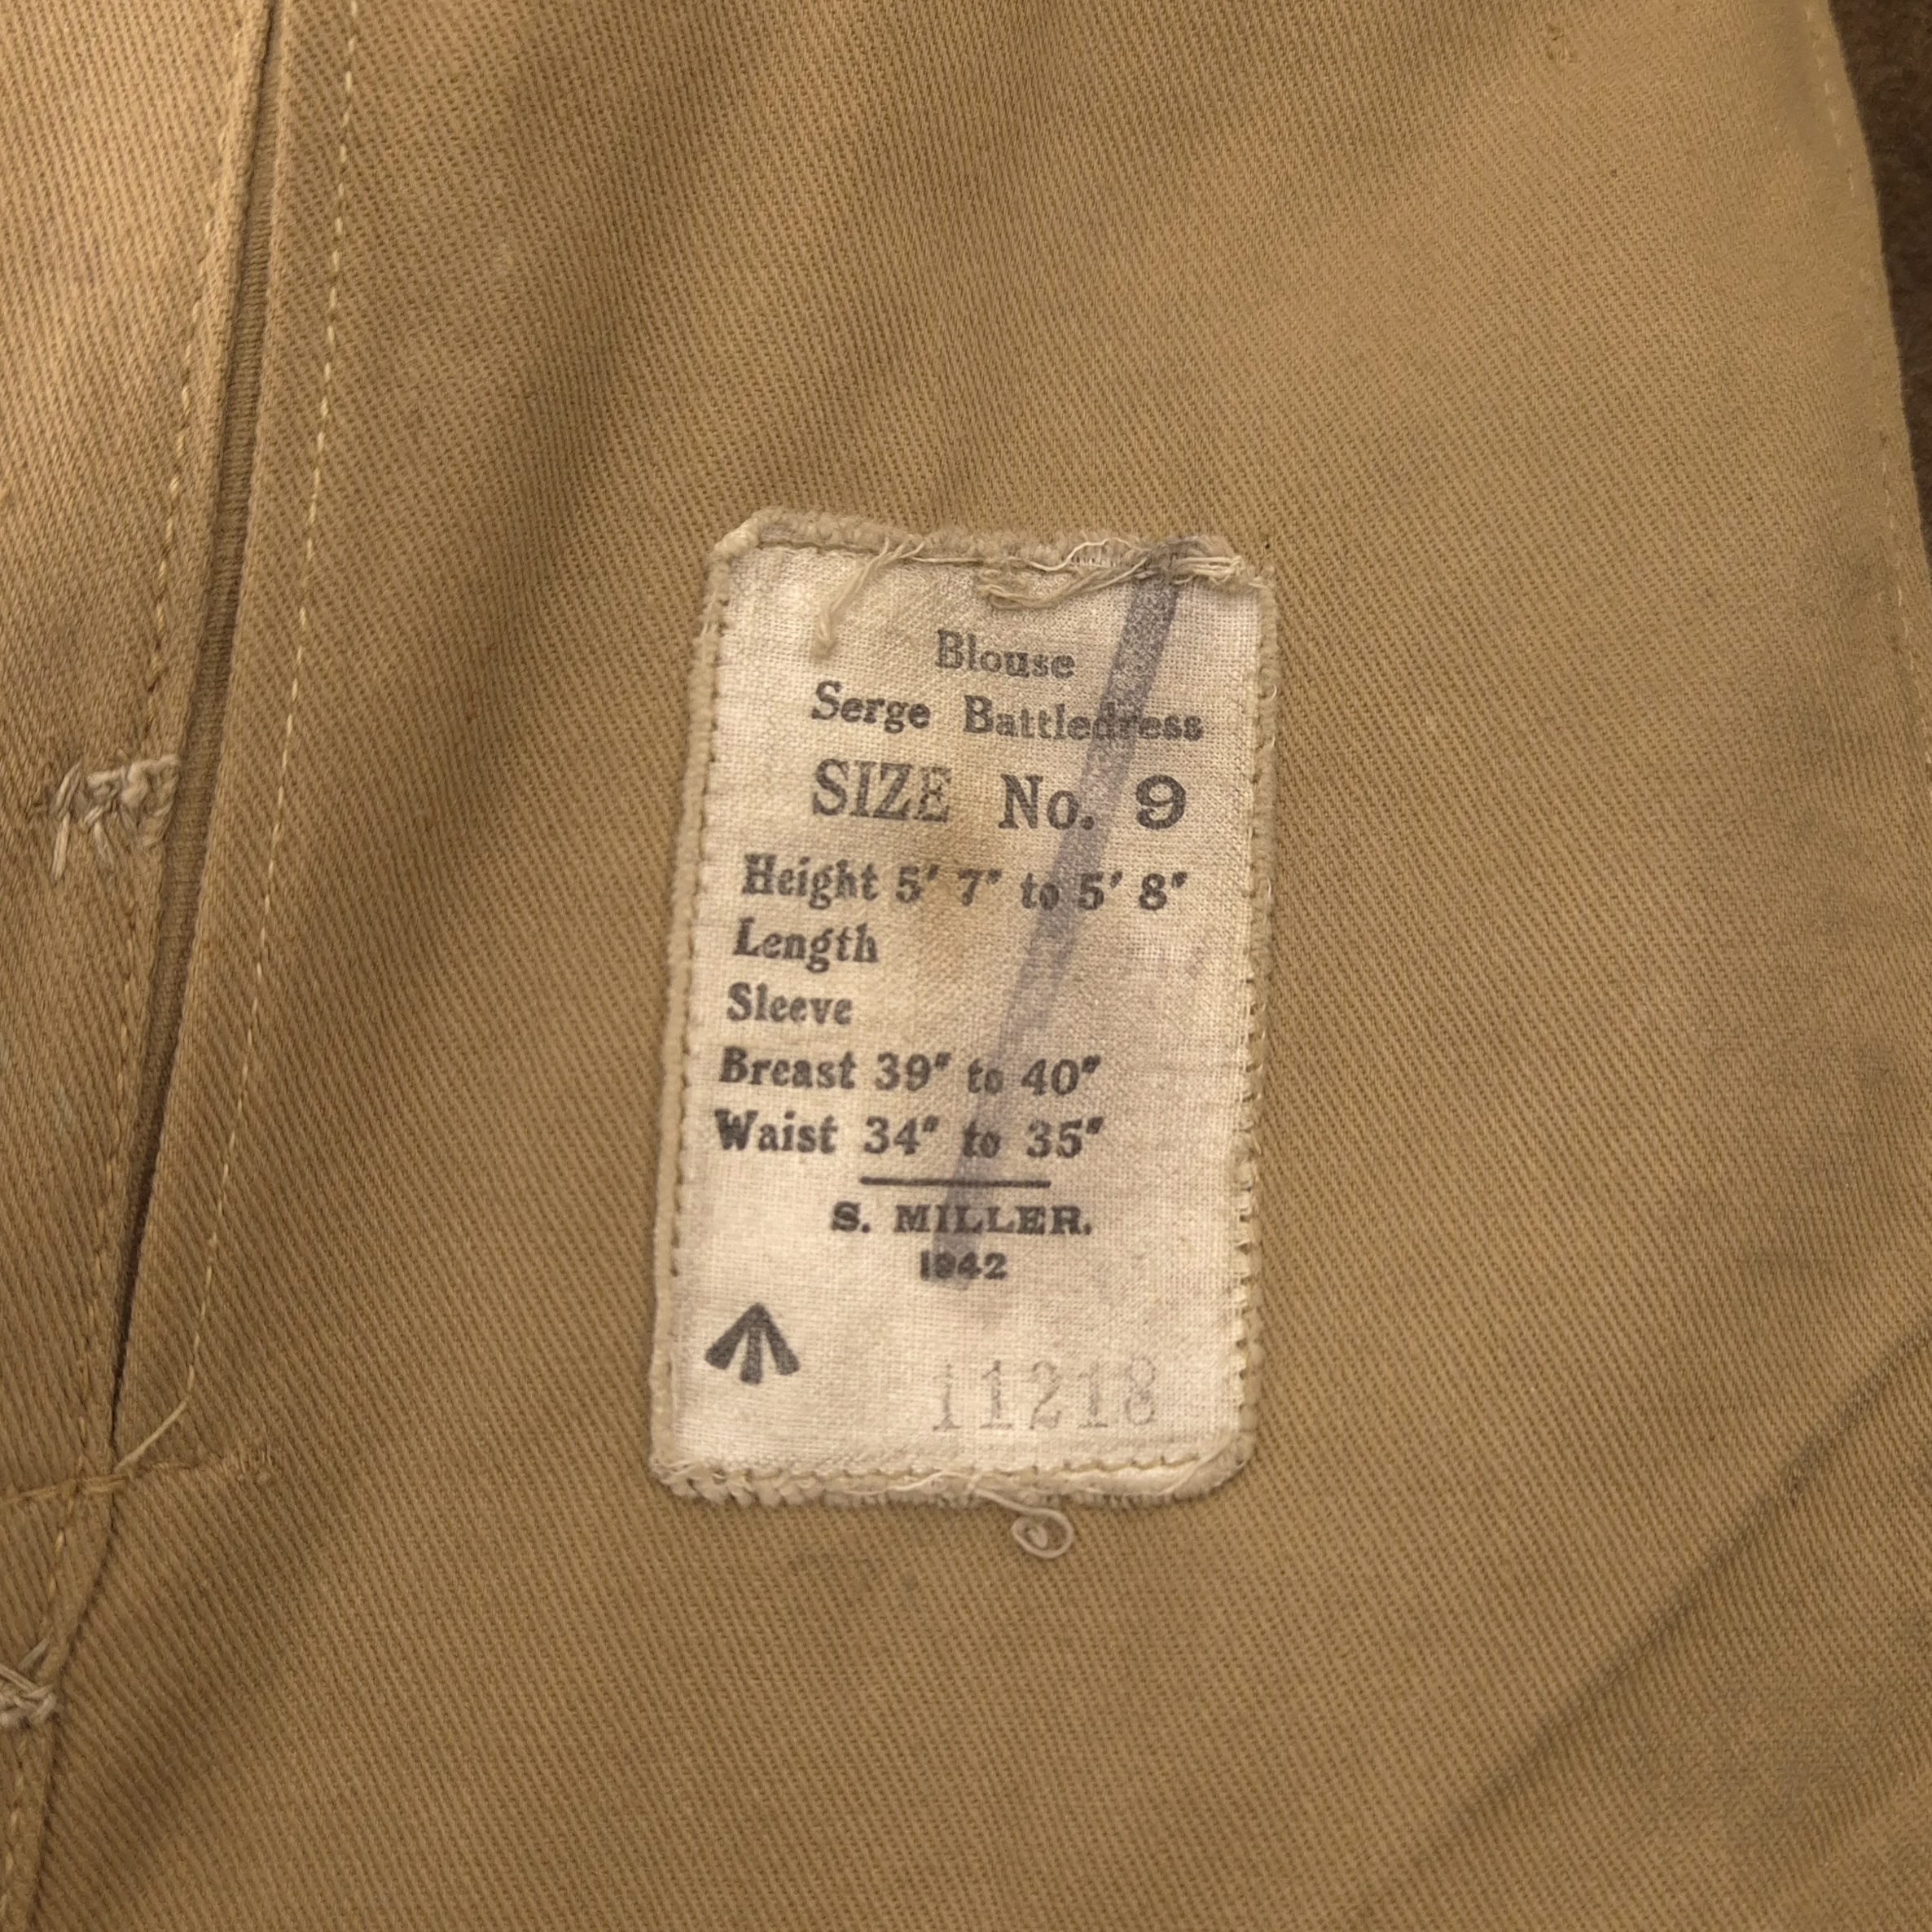 Blouse
Serge Battledress
SIZE No. 9
Height 5' 7" to 5' 8"
Length
Sleeve
Breast 39" to 40"
Waist 34" to 35"
S. MILLER.
1942
11218